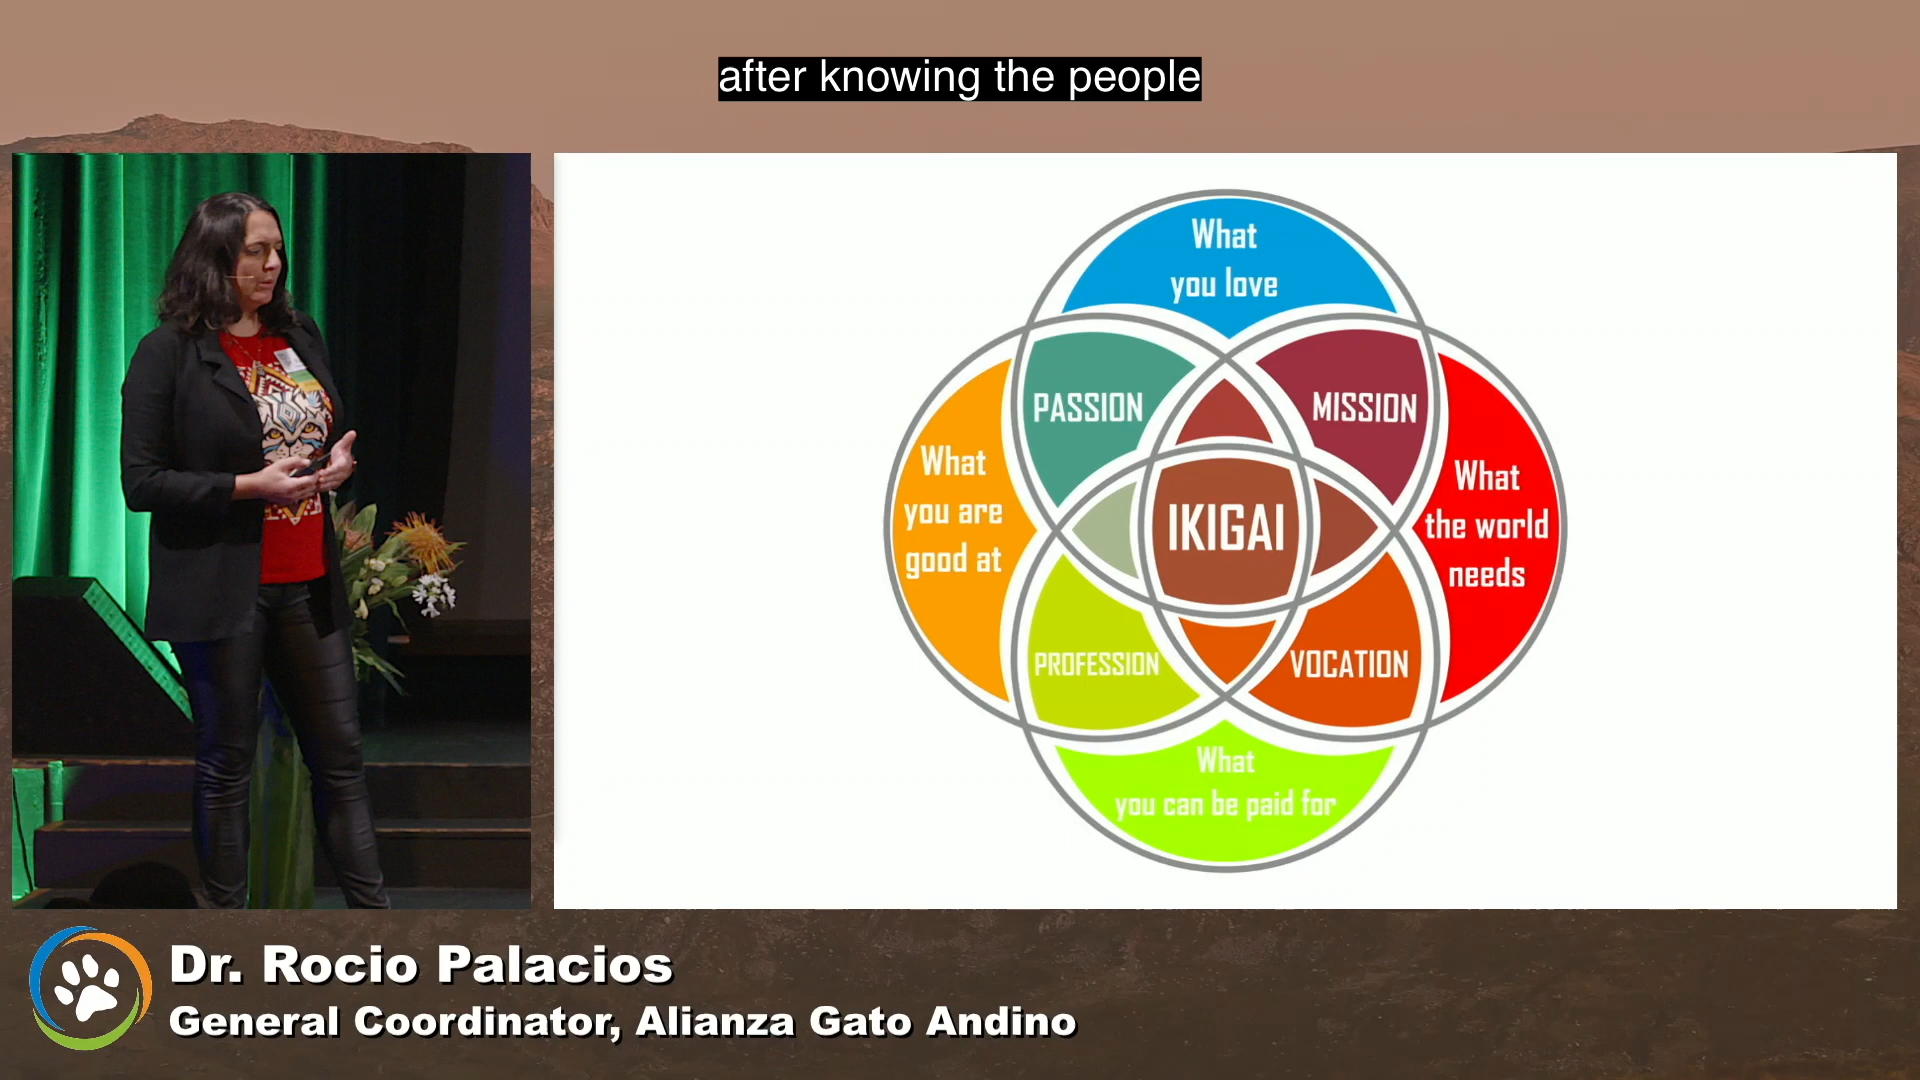 after knowing the people
What
you love
PASSION
MISSION
What
you are
good at
IKIGAI
What
the world
needs
PROFESSION
VOCATION
What
you can be paid for
Dr. Rocio Palacios
General Coordinator, Alianza Gato Andino